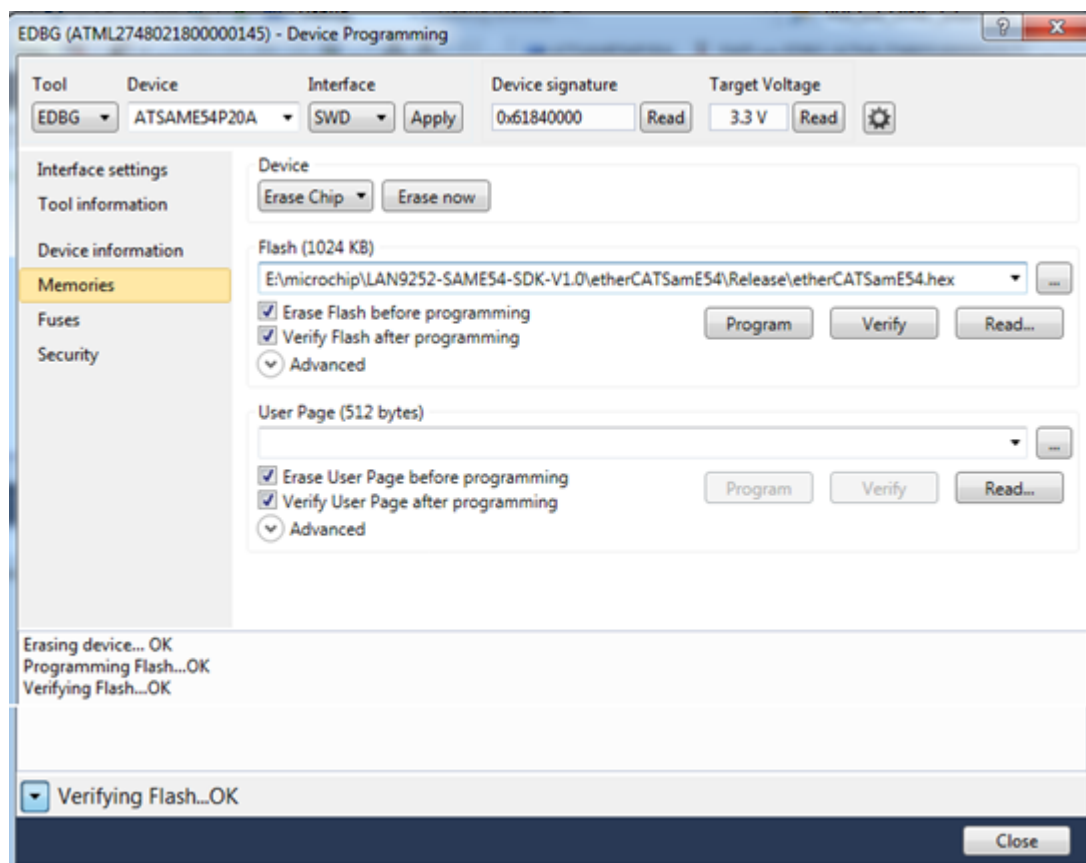 EDBG (ATML2748021800000145) - Device Programming
Tool Device Interface Device signature Target Voltage
EDBG ATSAME54P20A SWD Apply 0x61840000 Read 3.3 V Read
Interface settings
Tool information
Device information
Memories
Fuses
Security
Device
Erase Chip Erase now
Flash (1024 KB)
E:\microchip\LAN9252-SAME54-SDK-V1.0\etherCATSamE54\Release\etherCATSamE54.hex ...
Erase Flash before programming
Verify Flash after programming
Program Verify Read...
Advanced
User Page (512 bytes)
...
Erase User Page before programming
Verify User Page after programming
Program Verify Read...
Advanced
Erasing device... OK
Programming Flash...OK
Verifying Flash...OK
Verifying Flash...OK
Close